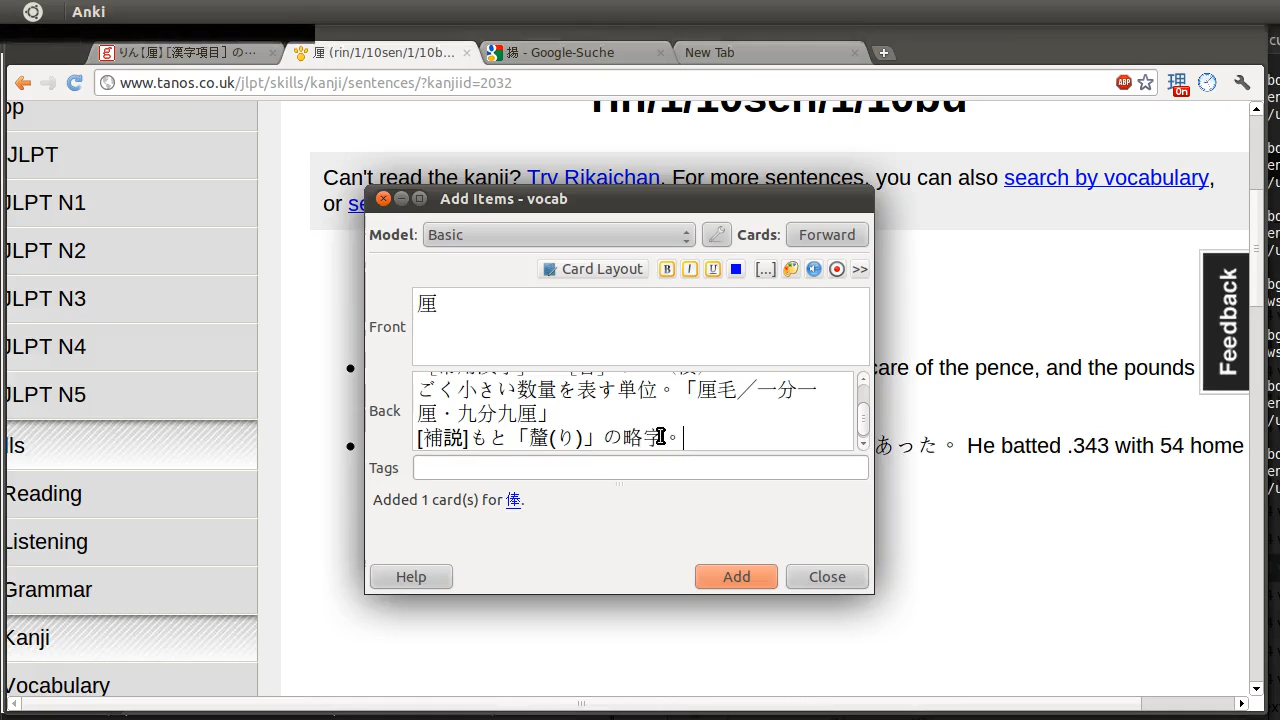 Anki
りん【厘】[漢字項目] の…
厘 (rin/1/10sen/1/10b...
揚 - Google-Suche
New Tab
www.tanos.co.uk/jlpt/skills/kanji/sentences/?kanjiid=2032
ABP
理
On
op
JLPT
JLPT N1
JLPT N2
JLPT N3
JLPT N4
JLPT N5
lls
Reading
Listening
Grammar
Kanji
Vocabulary
rin/1/10sen/1/10bu
Can't read the kanji? Try Rikaichan. For more sentences, you can also search by vocabulary,
or se
Add Items - vocab
Model: Basic Cards: Forward
Card Layout B I U [...] >>
Front 厘
Back
ごく小さい数量を表す単位。「厘毛／一分一
厘・九分九厘」
[補説]もと「釐(り)」の略字。
Tags
Added 1 card(s) for 俸.
Help Add Close
care of the pence, and the pounds
あった。 He batted .343 with 54 home
Feedback